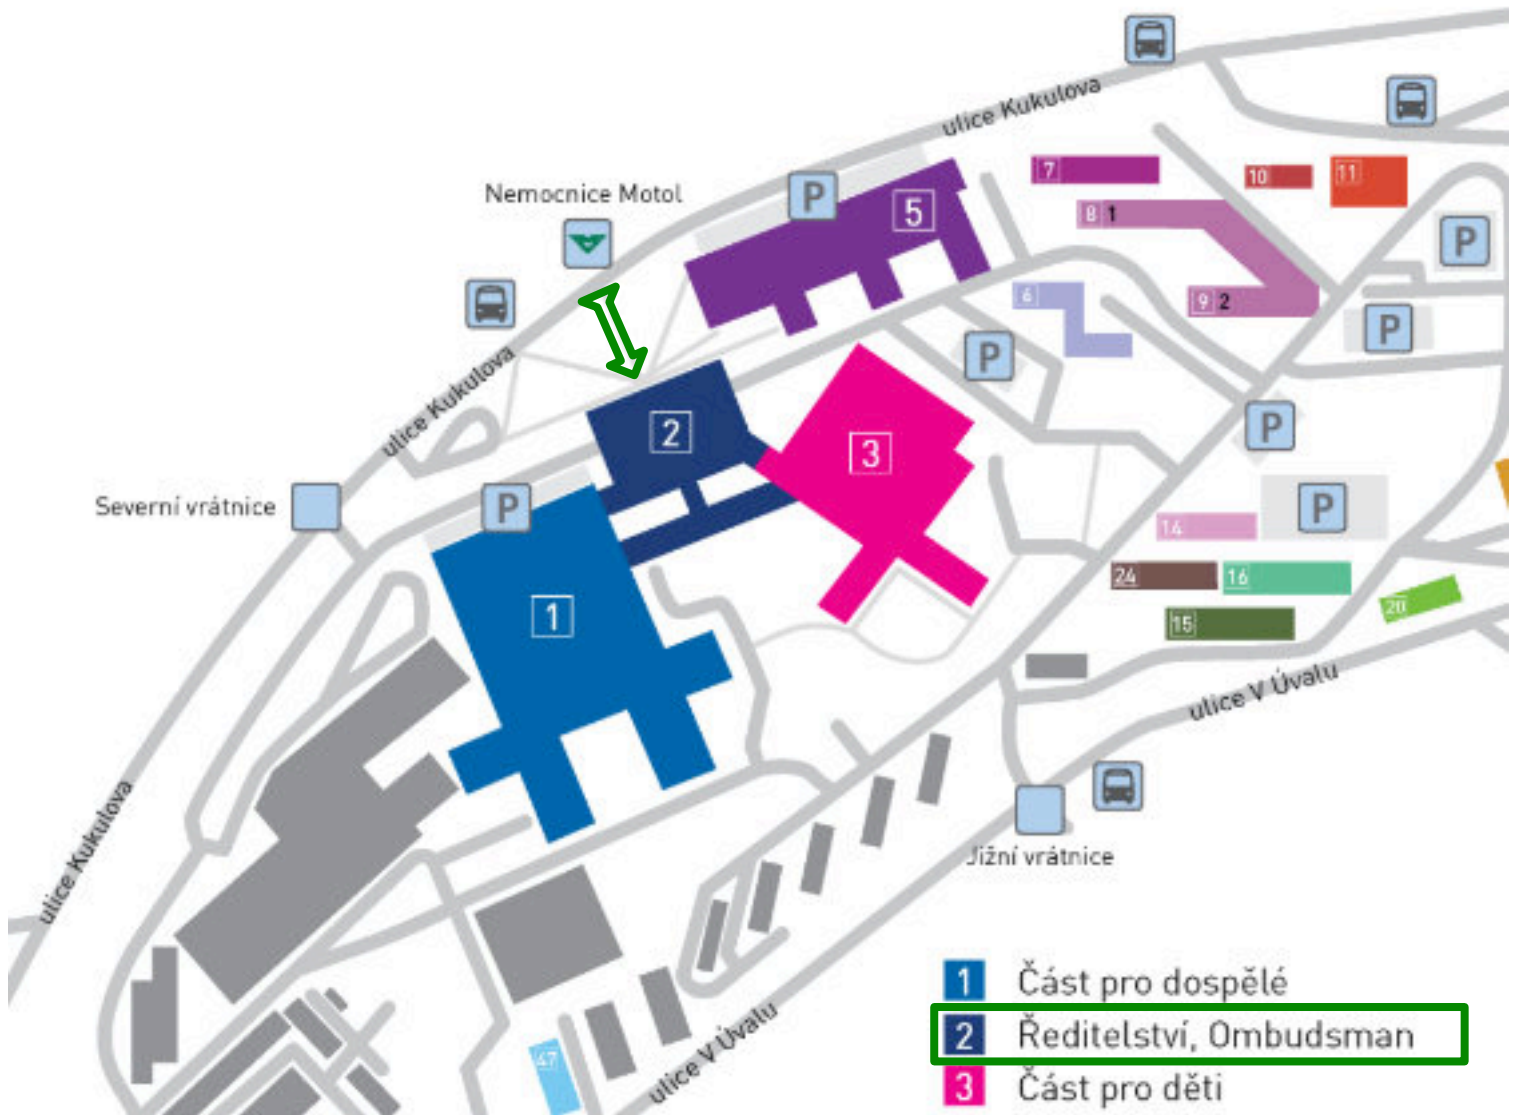 ulice Kukulova
Nemocnice Motol
P
5
7
10
11
8 1
P
6
9 2
P
P
ulice Kukulova
2
3
P
Severní vrátnice
P
P
14
24
16
20
1
15
ulice V Úvalu
ulice Kukulova
Jižní vrátnice
47
ulice V Úvalu
1 Část pro dospělé
2 Ředitelství, Ombudsman
3 Část pro děti